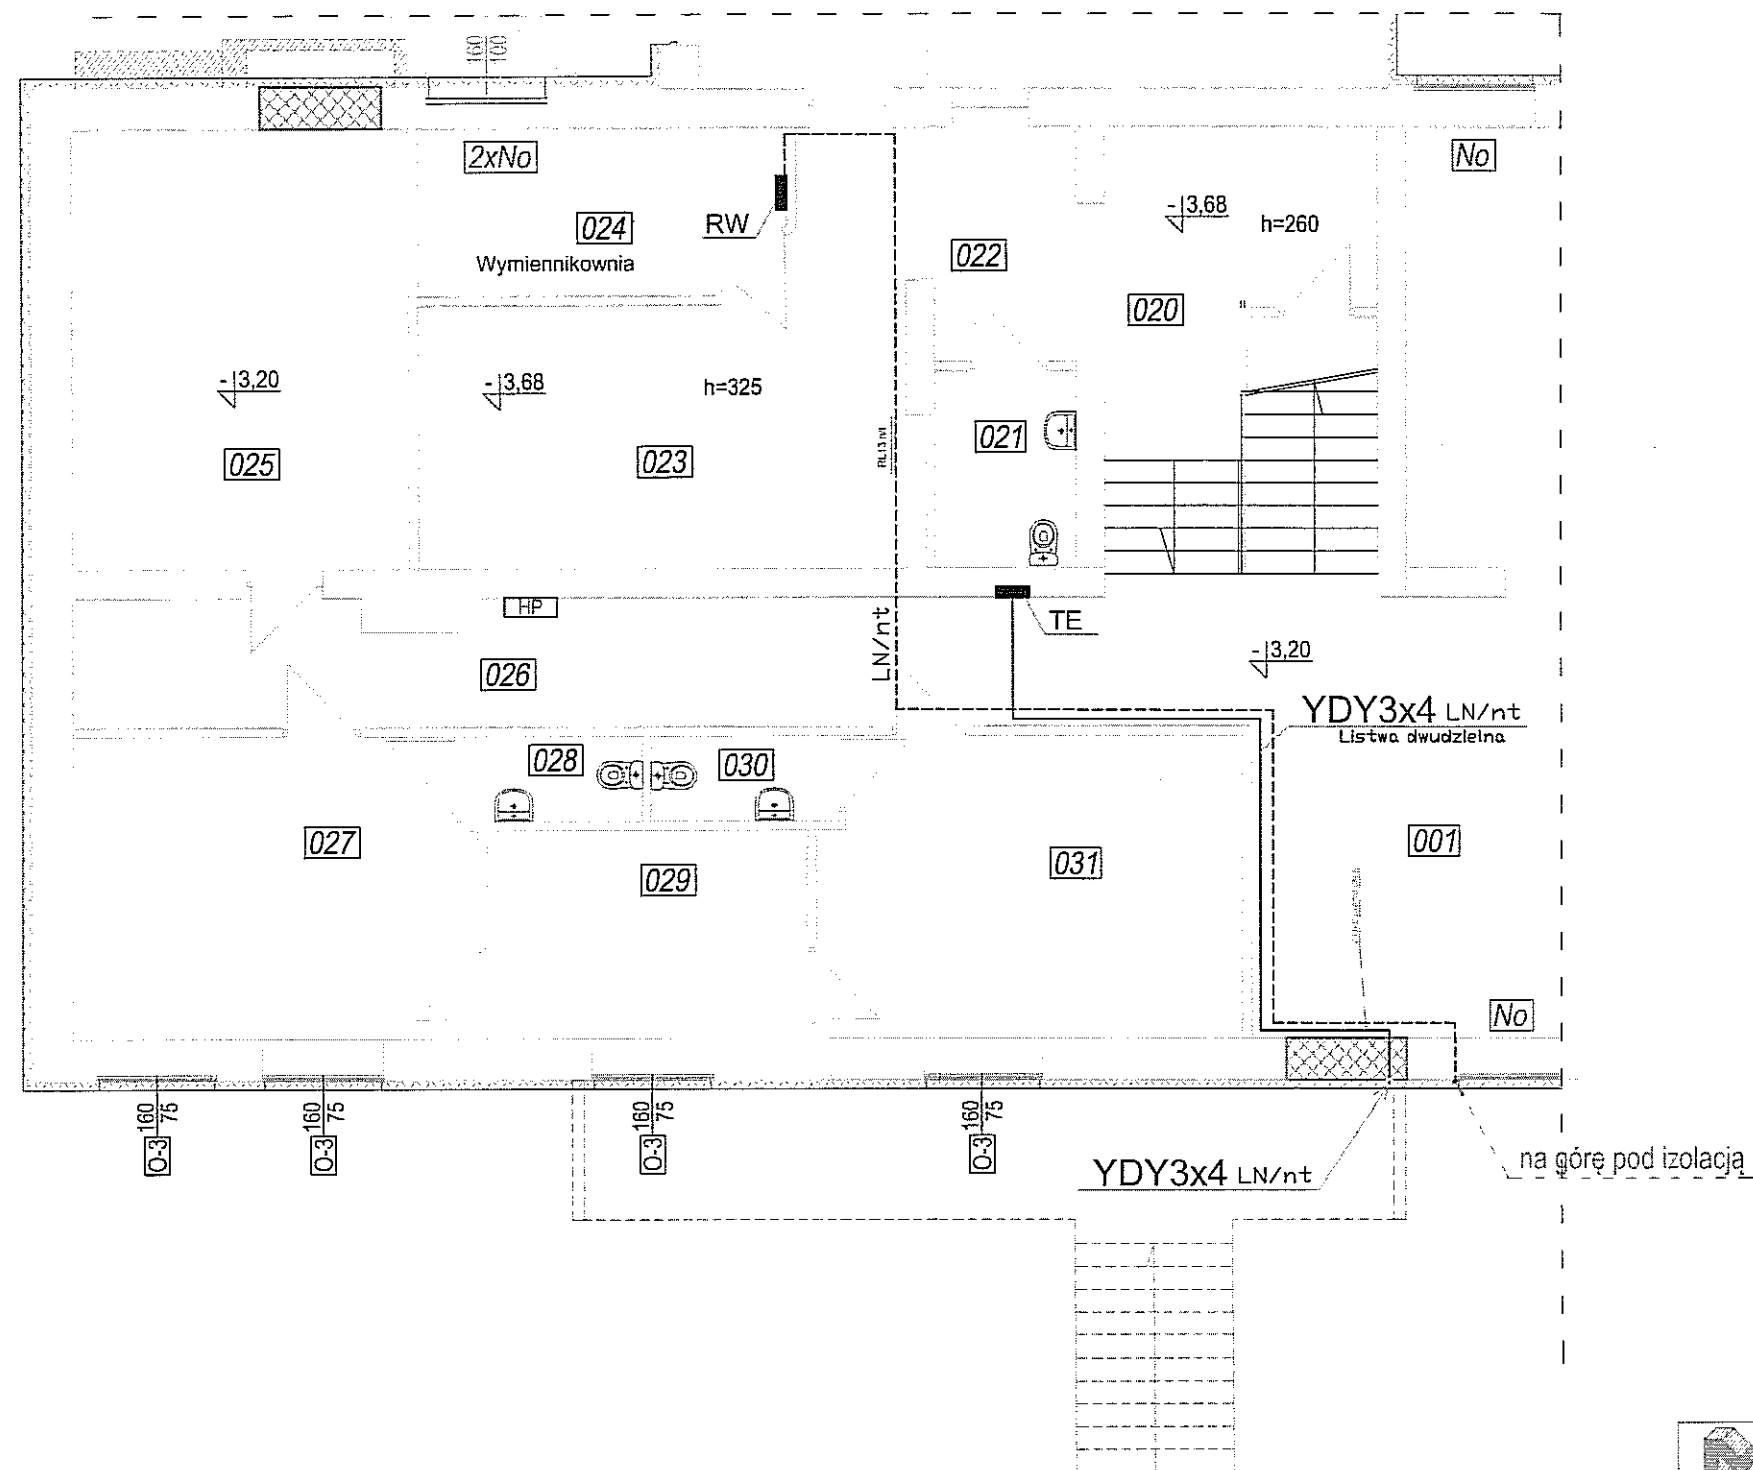 160
160
2xNo
No
024
RW
-3,68
h=260
Wymiennikownia
022
020
-3,20
-3,68
h=325
025
023
021
RL13 n/t
HP
TE
LN/nt
-3,20
026
YDY3x4 LN/nt
Listwa dwudzielna
028
030
027
029
031
001
No
160
75
O-3
160
75
O-3
160
75
O-3
160
75
O-3
YDY3x4 LN/nt
na górę pod izolacją